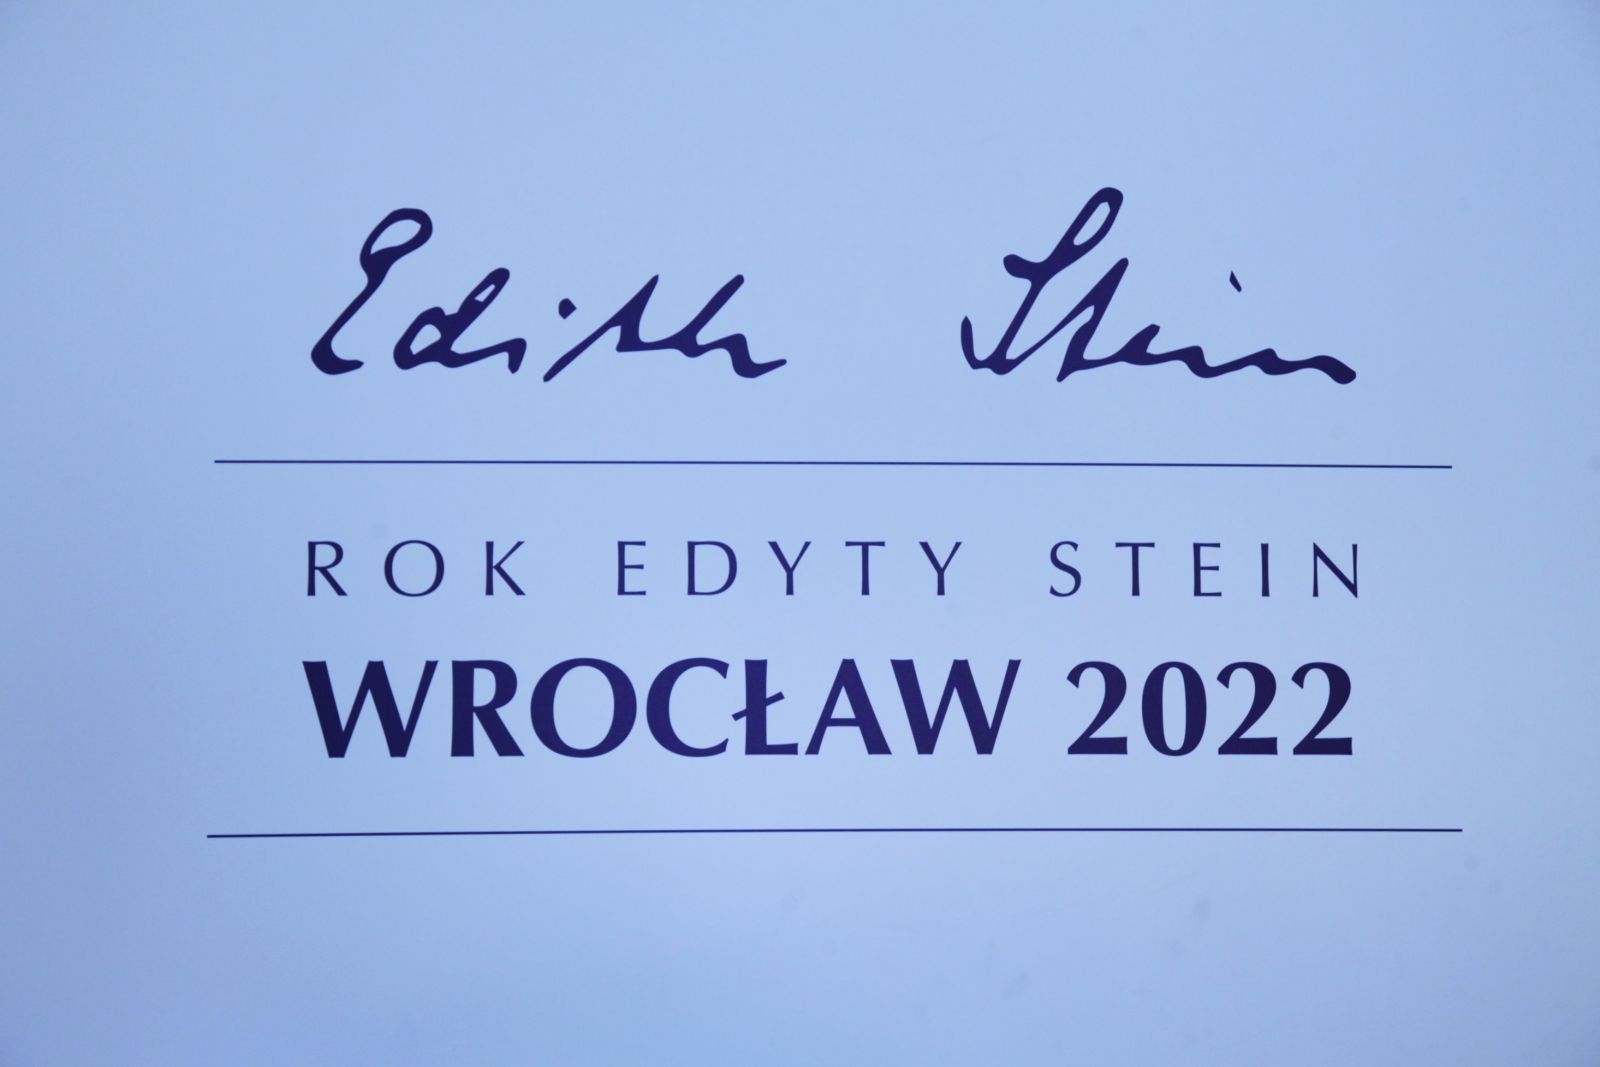 Edith Stein
ROK EDYTY STEIN
WROCŁAW 2022